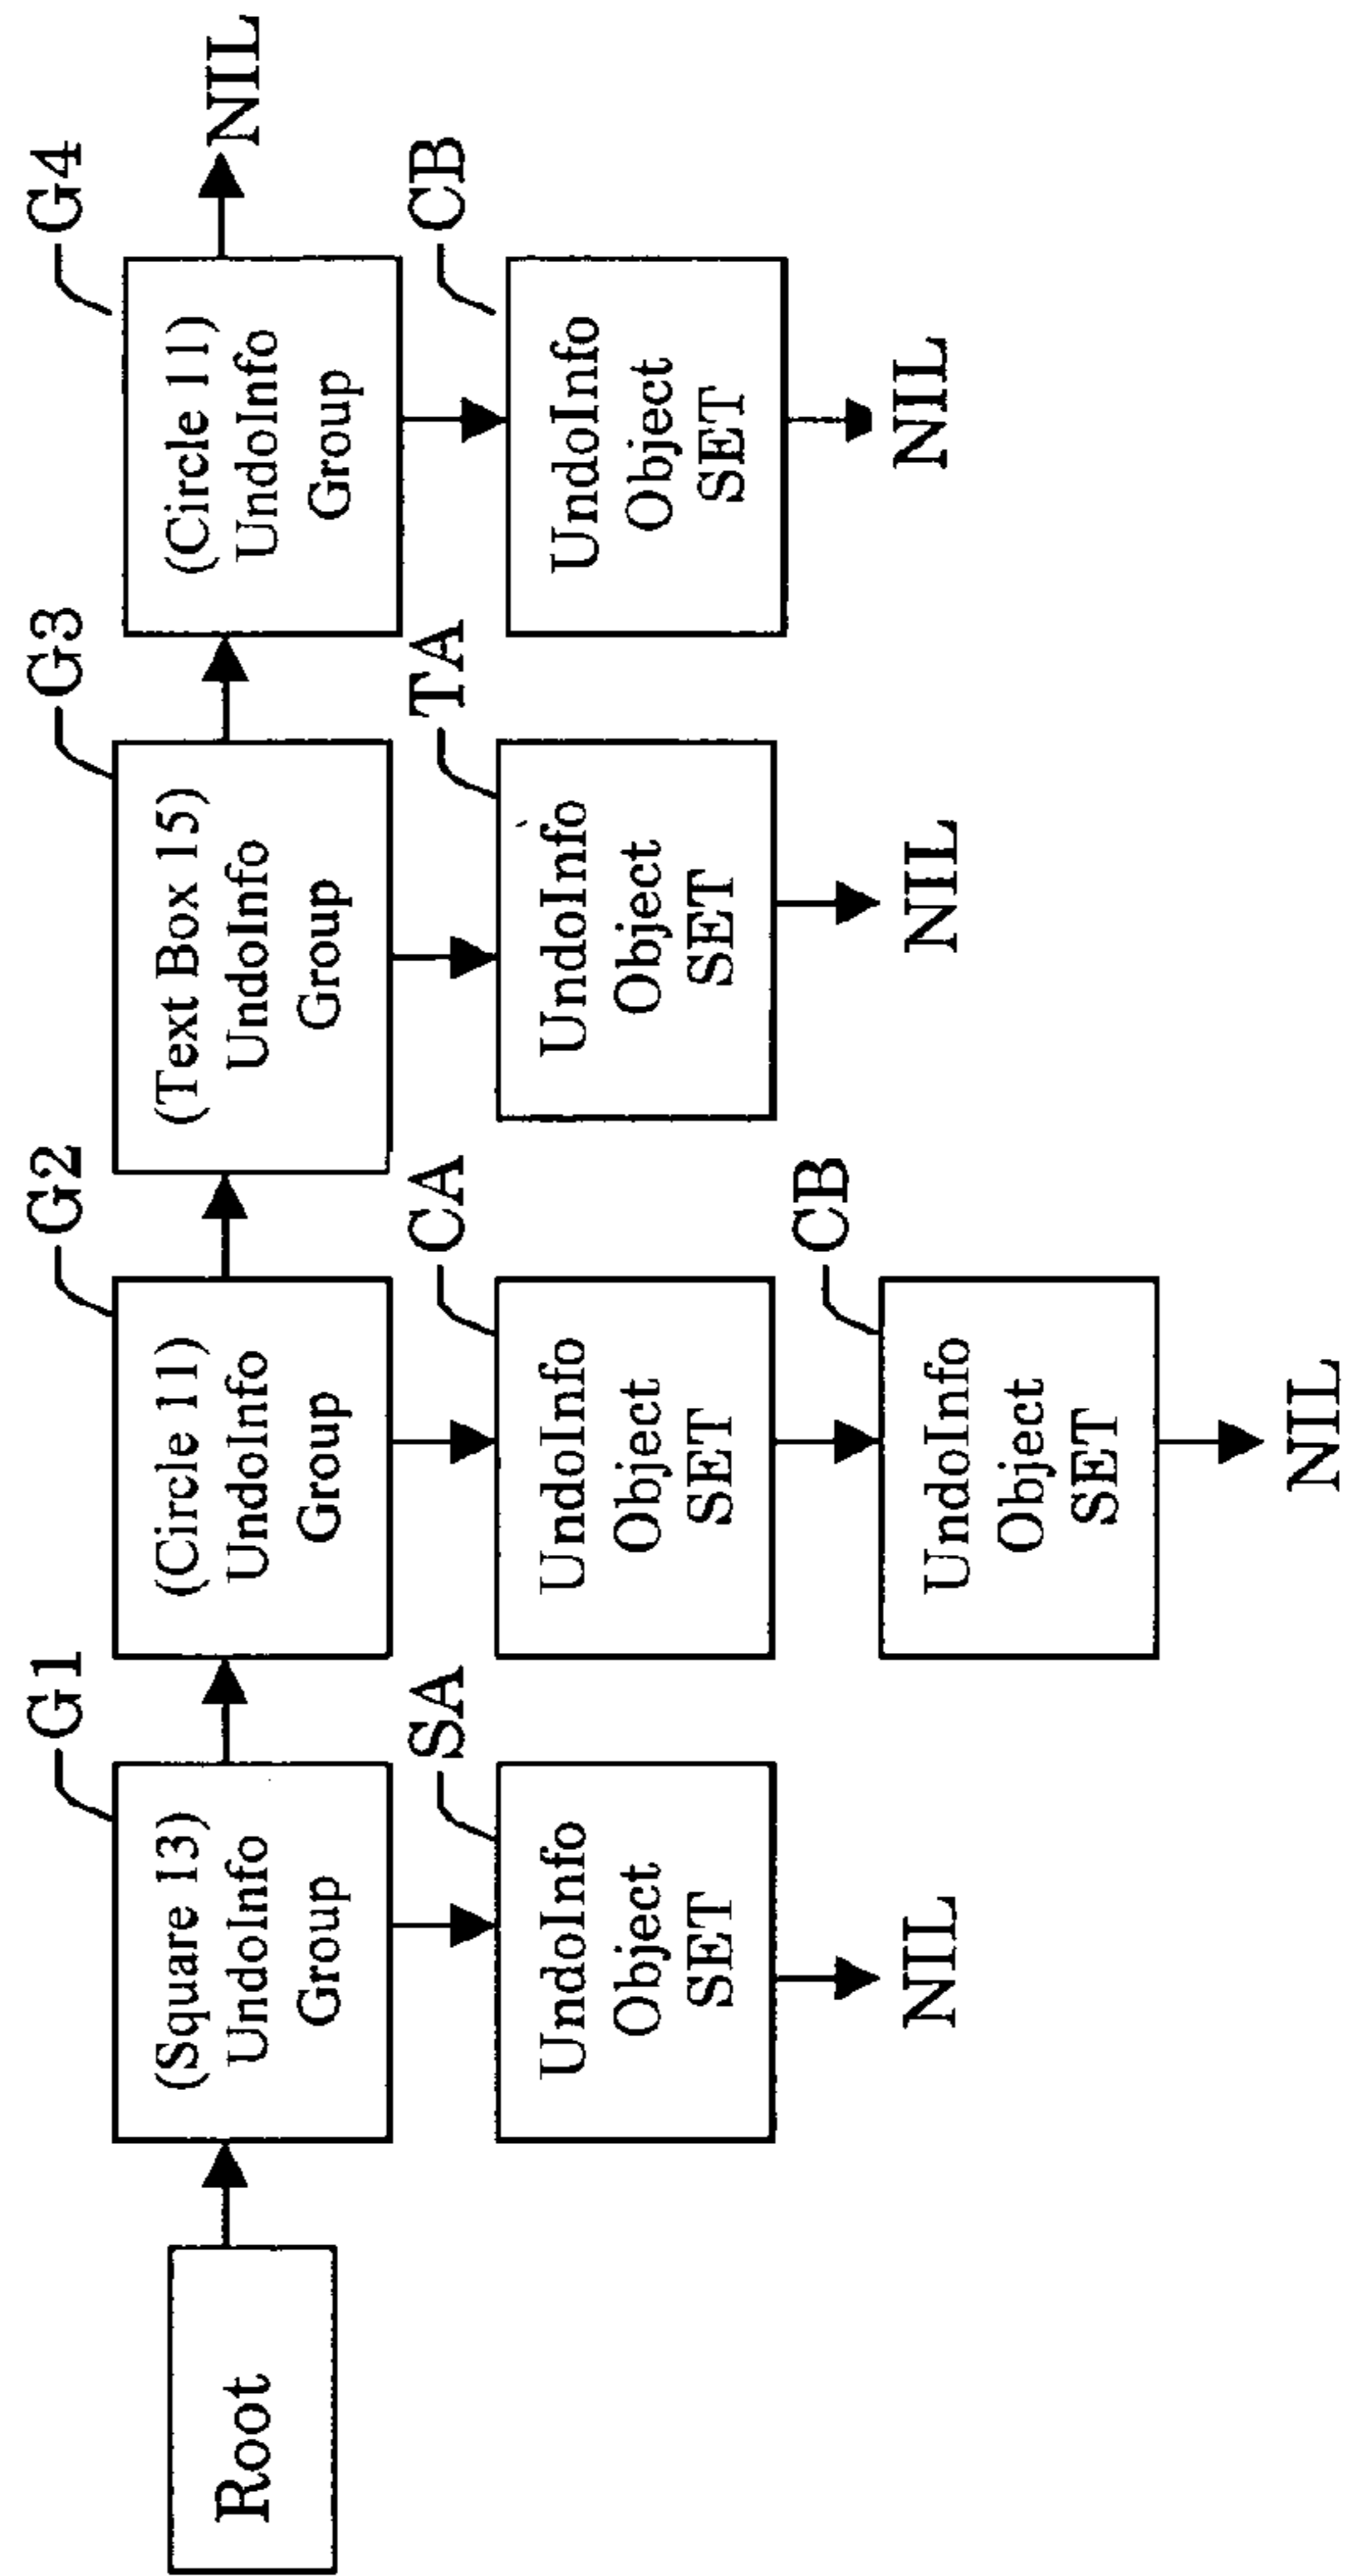 Root
G1
(Square 13)
UndoInfo
Group
SA
UndoInfo
Object
SET
NIL
G2
(Circle 11)
UndoInfo
Group
CA
UndoInfo
Object
SET
CB
UndoInfo
Object
SET
NIL
G3
(Text Box 15)
UndoInfo
Group
TA
UndoInfo
Object
SET
NIL
G4
(Circle 11)
UndoInfo
Group
NIL
CB
UndoInfo
Object
SET
NIL